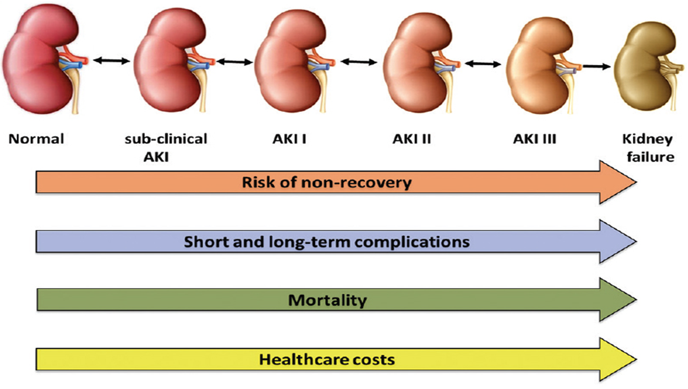 Normal
sub-clinical
AKI
AKI I
AKI II
AKI III
Kidney
failure
Risk of non-recovery
Short and long-term complications
Mortality
Healthcare costs